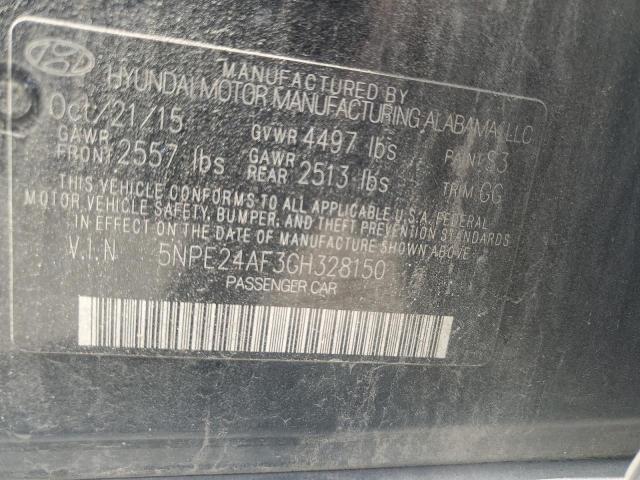 MANUFACTURED BY
HYUNDAI MOTOR MANUFACTURING ALABAMA, LLC
Oct/21/15 GVWR 4497 lbs PAINT S3
GAWR FRONT 2557 lbs GAWR REAR 2513 lbs TRIM GG
THIS VEHICLE CONFORMS TO ALL APPLICABLE U.S.A. FEDERAL
MOTOR VEHICLE SAFETY, BUMPER, AND THEFT PREVENTION STANDARDS
IN EFFECT ON THE DATE OF MANUFACTURE SHOWN ABOVE.
V.I.N 5NPE24AF3GH328150
PASSENGER CAR